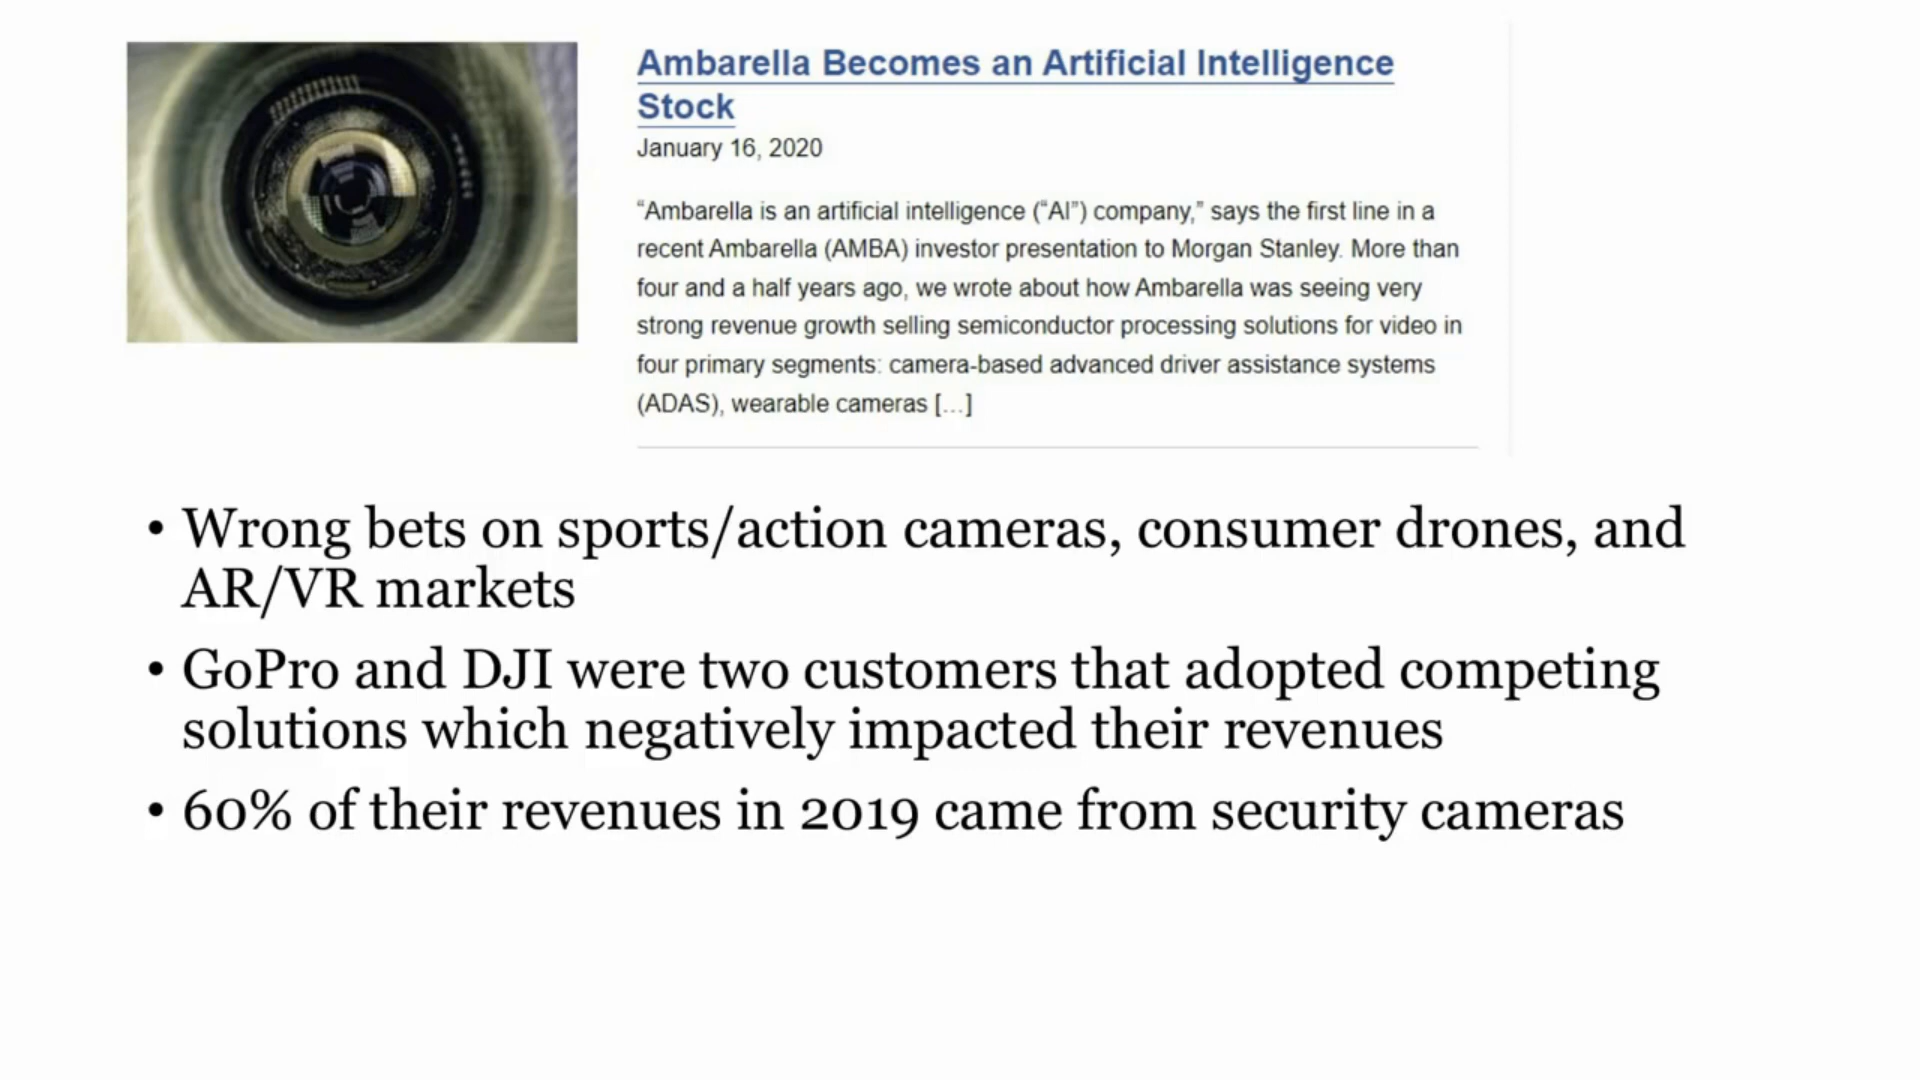 Ambarella Becomes an Artificial Intelligence
Stock
January 16, 2020
“Ambarella is an artificial intelligence (“AI”) company,” says the first line in a
recent Ambarella (AMBA) investor presentation to Morgan Stanley. More than
four and a half years ago, we wrote about how Ambarella was seeing very
strong revenue growth selling semiconductor processing solutions for video in
four primary segments: camera-based advanced driver assistance systems
(ADAS), wearable cameras […]
• Wrong bets on sports/action cameras, consumer drones, and
AR/VR markets
• GoPro and DJI were two customers that adopted competing
solutions which negatively impacted their revenues
• 60% of their revenues in 2019 came from security cameras